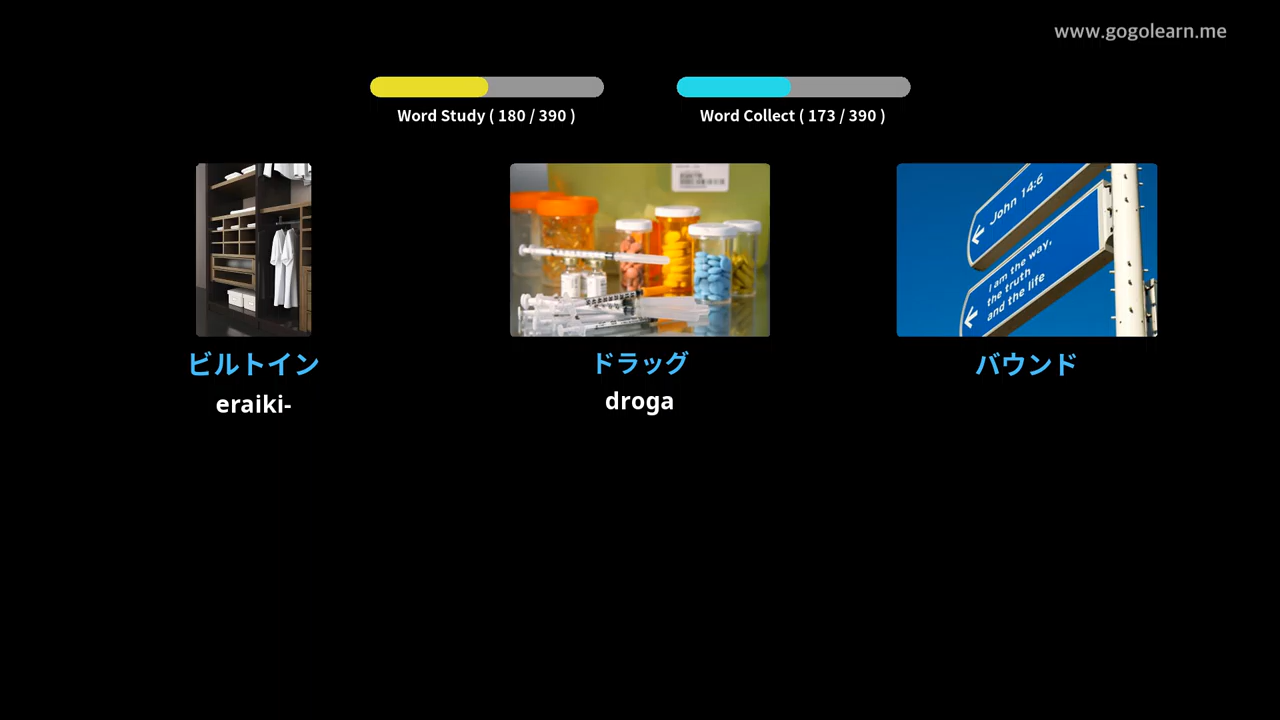 www.gogolearn.me
Word Study ( 180 / 390 )
Word Collect ( 173 / 390 )
John 14:6
I am the way,
the truth
and the life
ビルトイン
ドラッグ
バウンド
eraiki-
droga